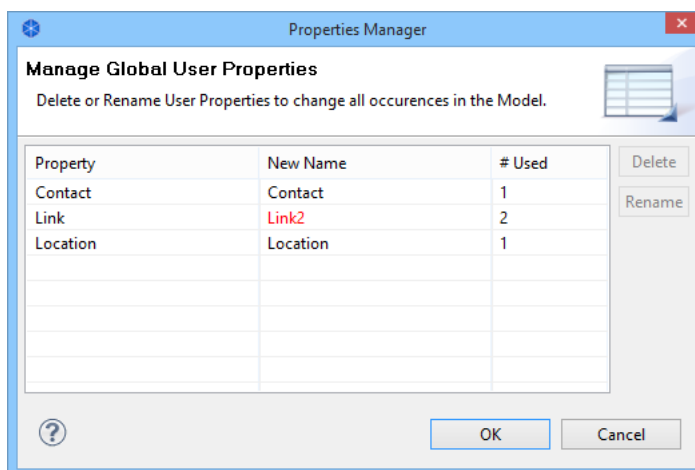 Properties Manager
Manage Global User Properties
Delete or Rename User Properties to change all occurences in the Model.
Property New Name # Used
Contact Contact 1
Link Link2 2
Location Location 1
Delete
Rename
? OK Cancel